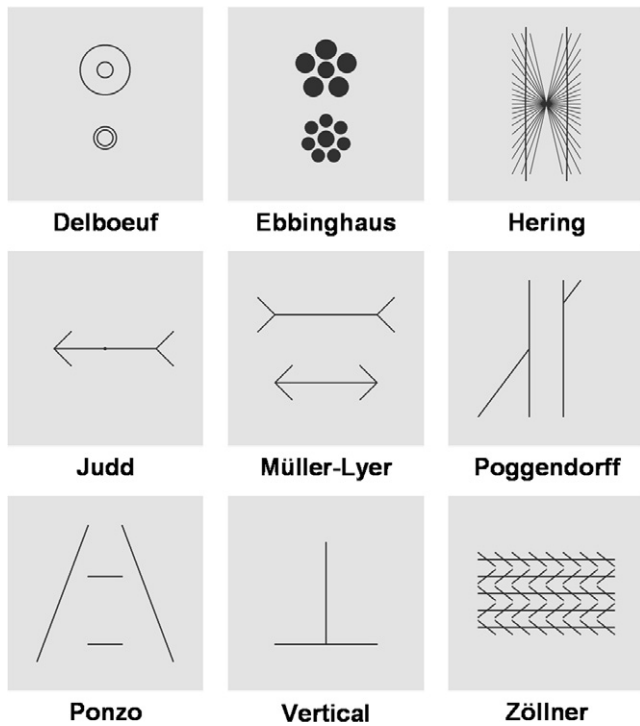 Delboeuf Ebbinghaus Hering
Judd Müller-Lyer Poggendorff
Ponzo Vertical Zöllner